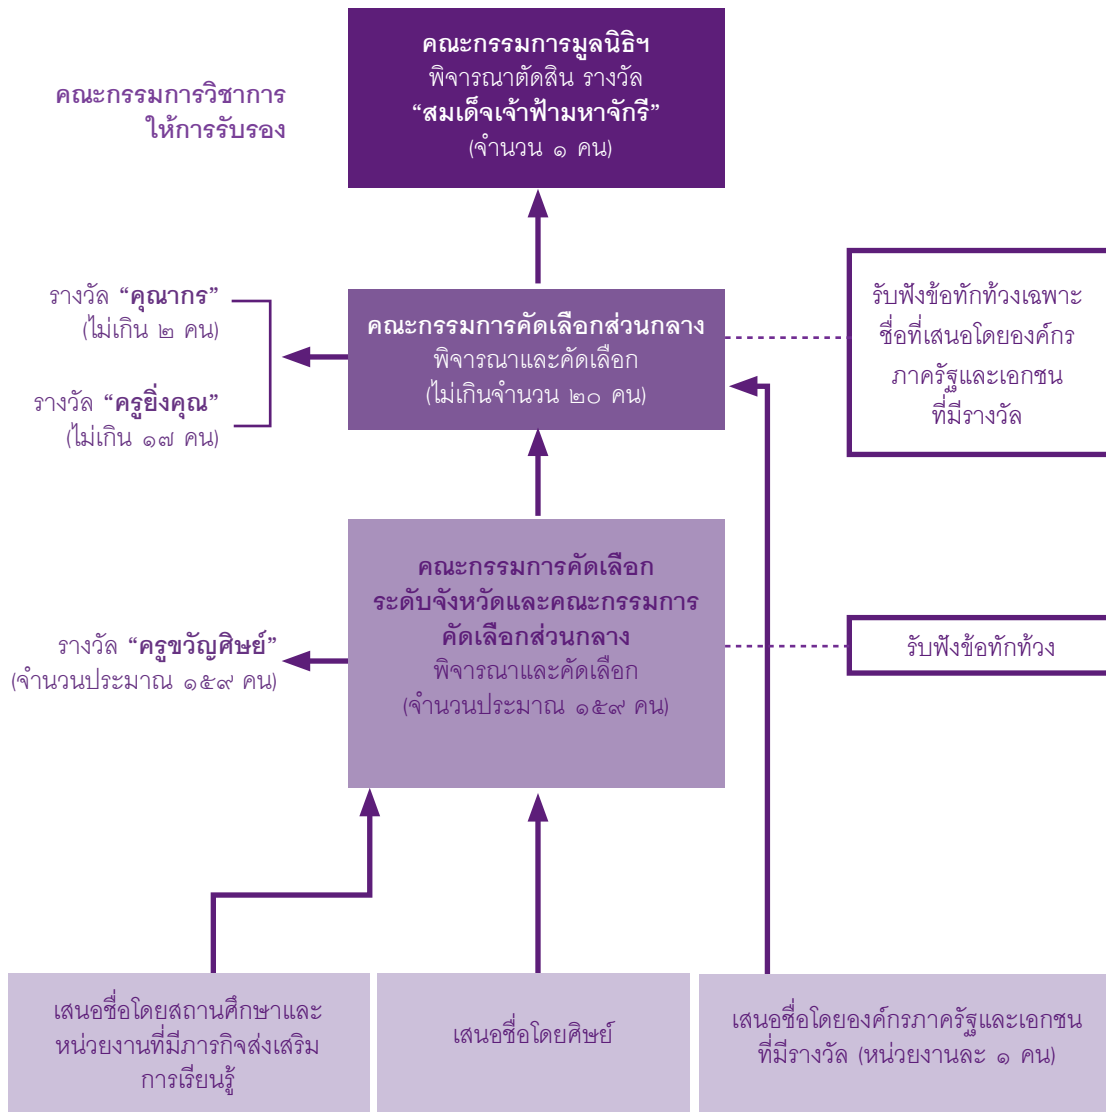 คณะกรรมการวิชาการ
ให้การรับรอง
คณะกรรมการมูลนิธิฯ
พิจารณาตัดสิน รางวัล
“สมเด็จเจ้าฟ้ามหาจักรี”
(จำนวน ๑ คน)
รางวัล “คุณากร”
(ไม่เกิน ๒ คน)
รางวัล “ครูยิ่งคุณ”
(ไม่เกิน ๑๗ คน)
คณะกรรมการคัดเลือกส่วนกลาง
พิจารณาและคัดเลือก
(ไม่เกินจำนวน ๒๐ คน)
รับฟังข้อทักท้วงเฉพาะ
ชื่อที่เสนอโดยองค์กร
ภาครัฐและเอกชน
ที่มีรางวัล
รางวัล “ครูขวัญศิษย์”
(จำนวนประมาณ ๑๕๙ คน)
คณะกรรมการคัดเลือก
ระดับจังหวัดและคณะกรรมการ
คัดเลือกส่วนกลาง
พิจารณาและคัดเลือก
(จำนวนประมาณ ๑๕๙ คน)
รับฟังข้อทักท้วง
เสนอชื่อโดยสถานศึกษาและ
หน่วยงานที่มีภารกิจส่งเสริม
การเรียนรู้
เสนอชื่อโดยศิษย์
เสนอชื่อโดยองค์กรภาครัฐและเอกชน
ที่มีรางวัล (หน่วยงานละ ๑ คน)